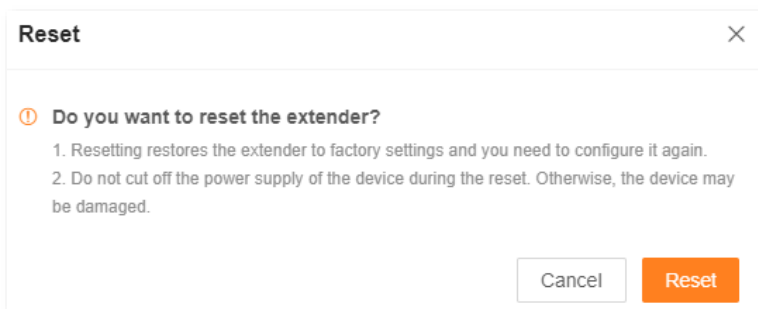 Reset
Do you want to reset the extender?
1. Resetting restores the extender to factory settings and you need to configure it again.
2. Do not cut off the power supply of the device during the reset. Otherwise, the device may
be damaged.
Cancel Reset